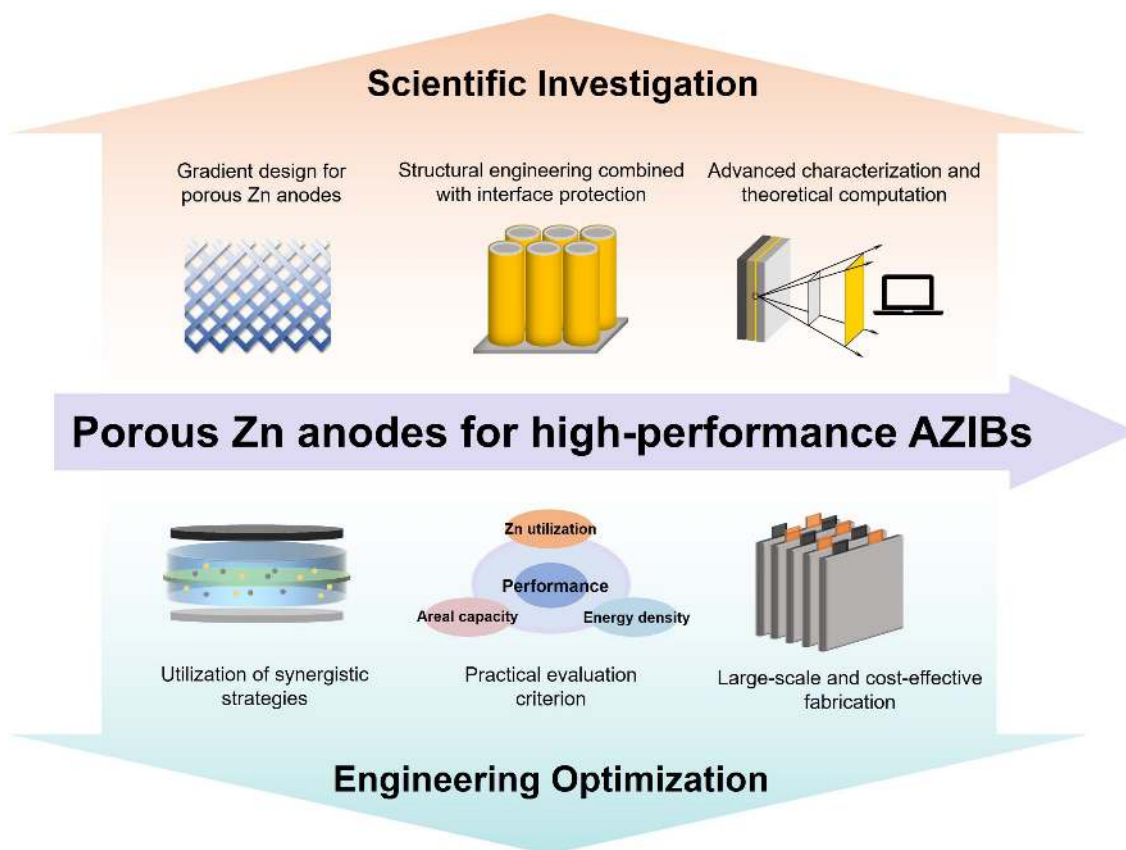 Scientific Investigation
Gradient design for
porous Zn anodes
Structural engineering combined
with interface protection
Advanced characterization and
theoretical computation
Porous Zn anodes for high-performance AZIBs
Zn utilization
Performance
Areal capacity
Energy density
Utilization of synergistic
strategies
Practical evaluation
criterion
Large-scale and cost-effective
fabrication
Engineering Optimization